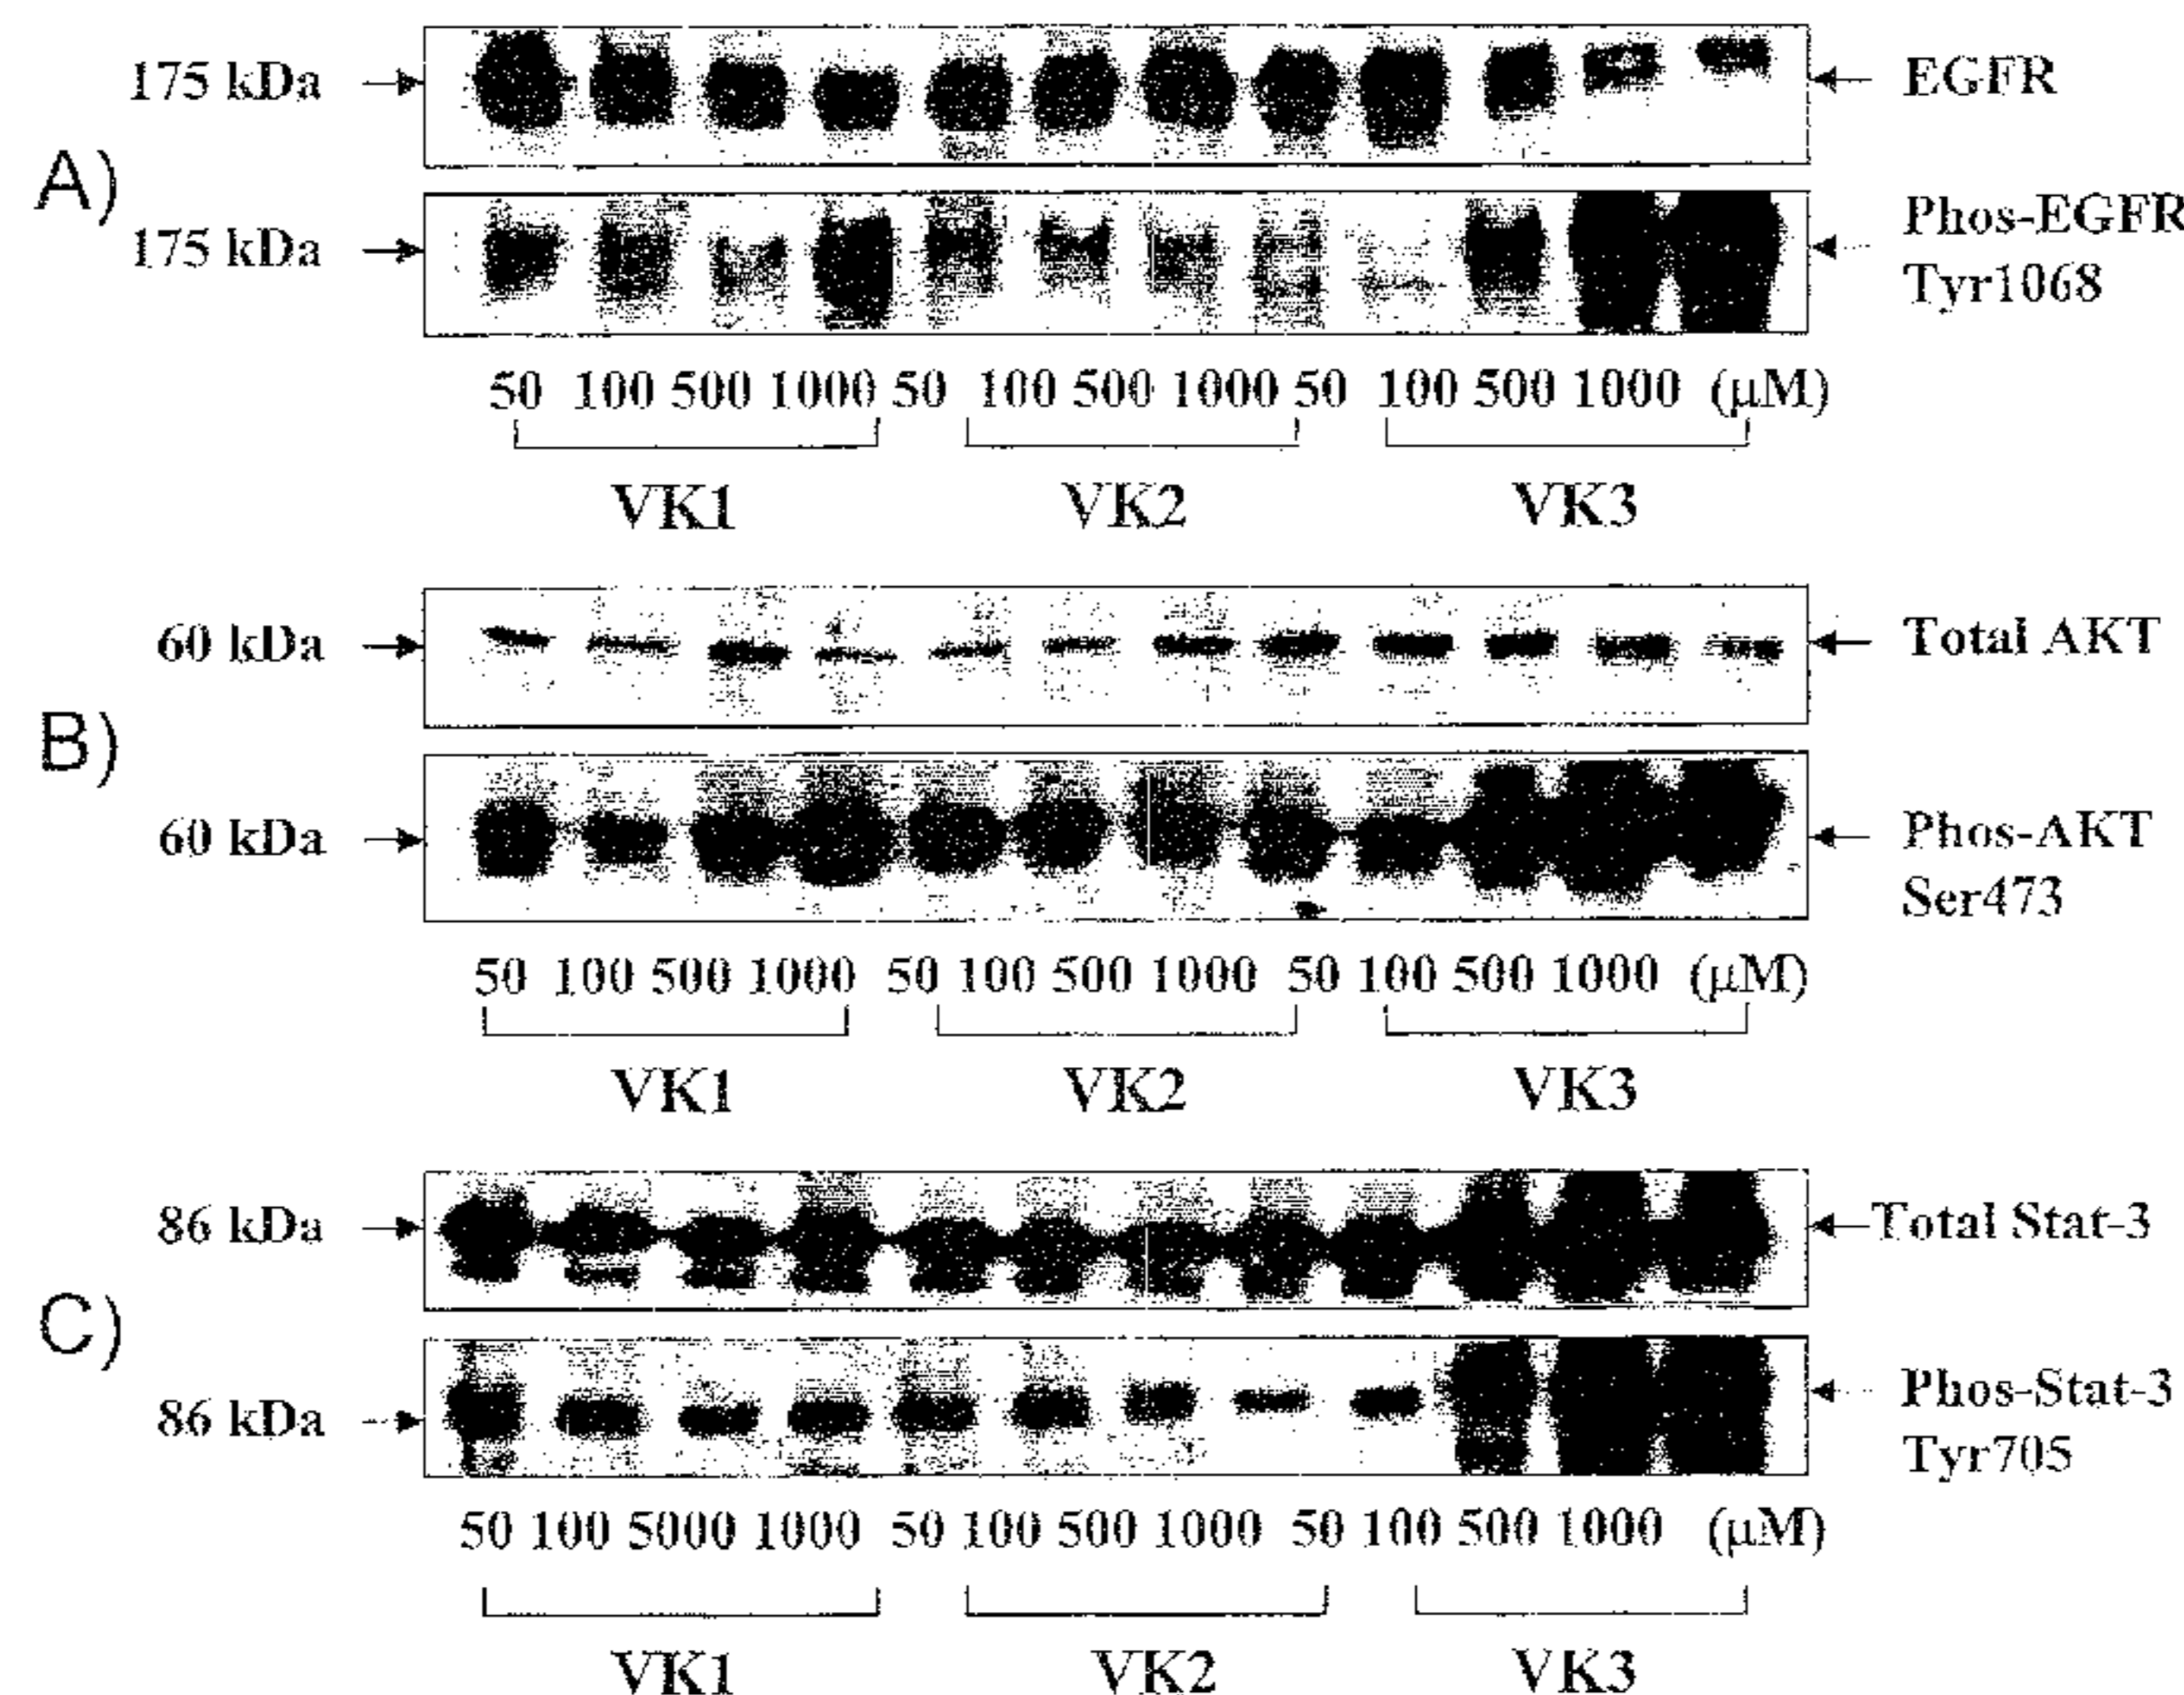 A)
175 kDa
EGFR
175 kDa
Phos-EGFR
Tyr1068
50 100 500 1000 50 100 500 1000 50 100 500 1000 (µM)
VK1 VK2 VK3
B)
60 kDa
Total AKT
60 kDa
Phos-AKT
Ser473
50 100 500 1000 50 100 500 1000 50 100 500 1000 (µM)
VK1 VK2 VK3
C)
86 kDa
Total Stat-3
86 kDa
Phos-Stat-3
Tyr705
50 100 5000 1000 50 100 500 1000 50 100 500 1000 (µM)
VK1 VK2 VK3